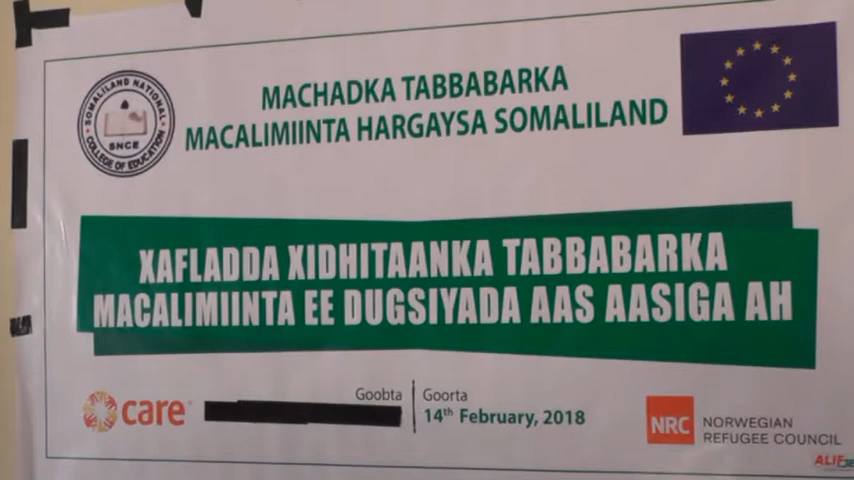 SOMALILAND NATIONAL
SNCE
COLLEGE OF EDUCATION
MACHADKA TABBABARKA
MACALIMIINTA HARGAYSA SOMALILAND
XAFLADDA XIDHITAANKA TABBABARKA
MACALIMIINTA EE DUGSIYADA AAS AASIGA AH
care
Goobta
Goorta
14th February, 2018
NRC
NORWEGIAN
REFUGEE COUNCIL
ALIF